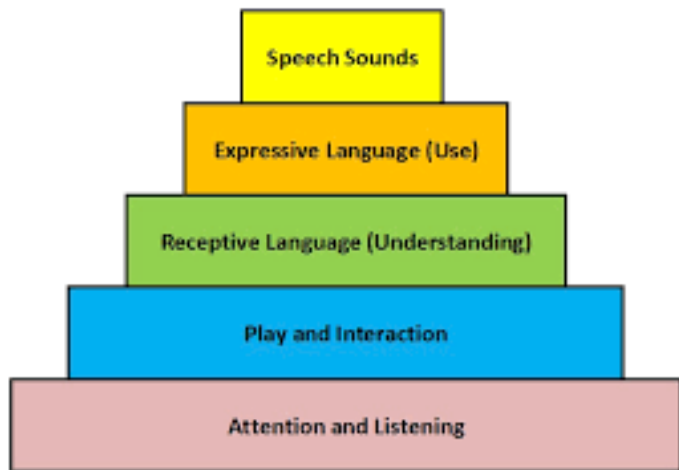 Speech Sounds
Expressive Language (Use)
Receptive Language (Understanding)
Play and Interaction
Attention and Listening